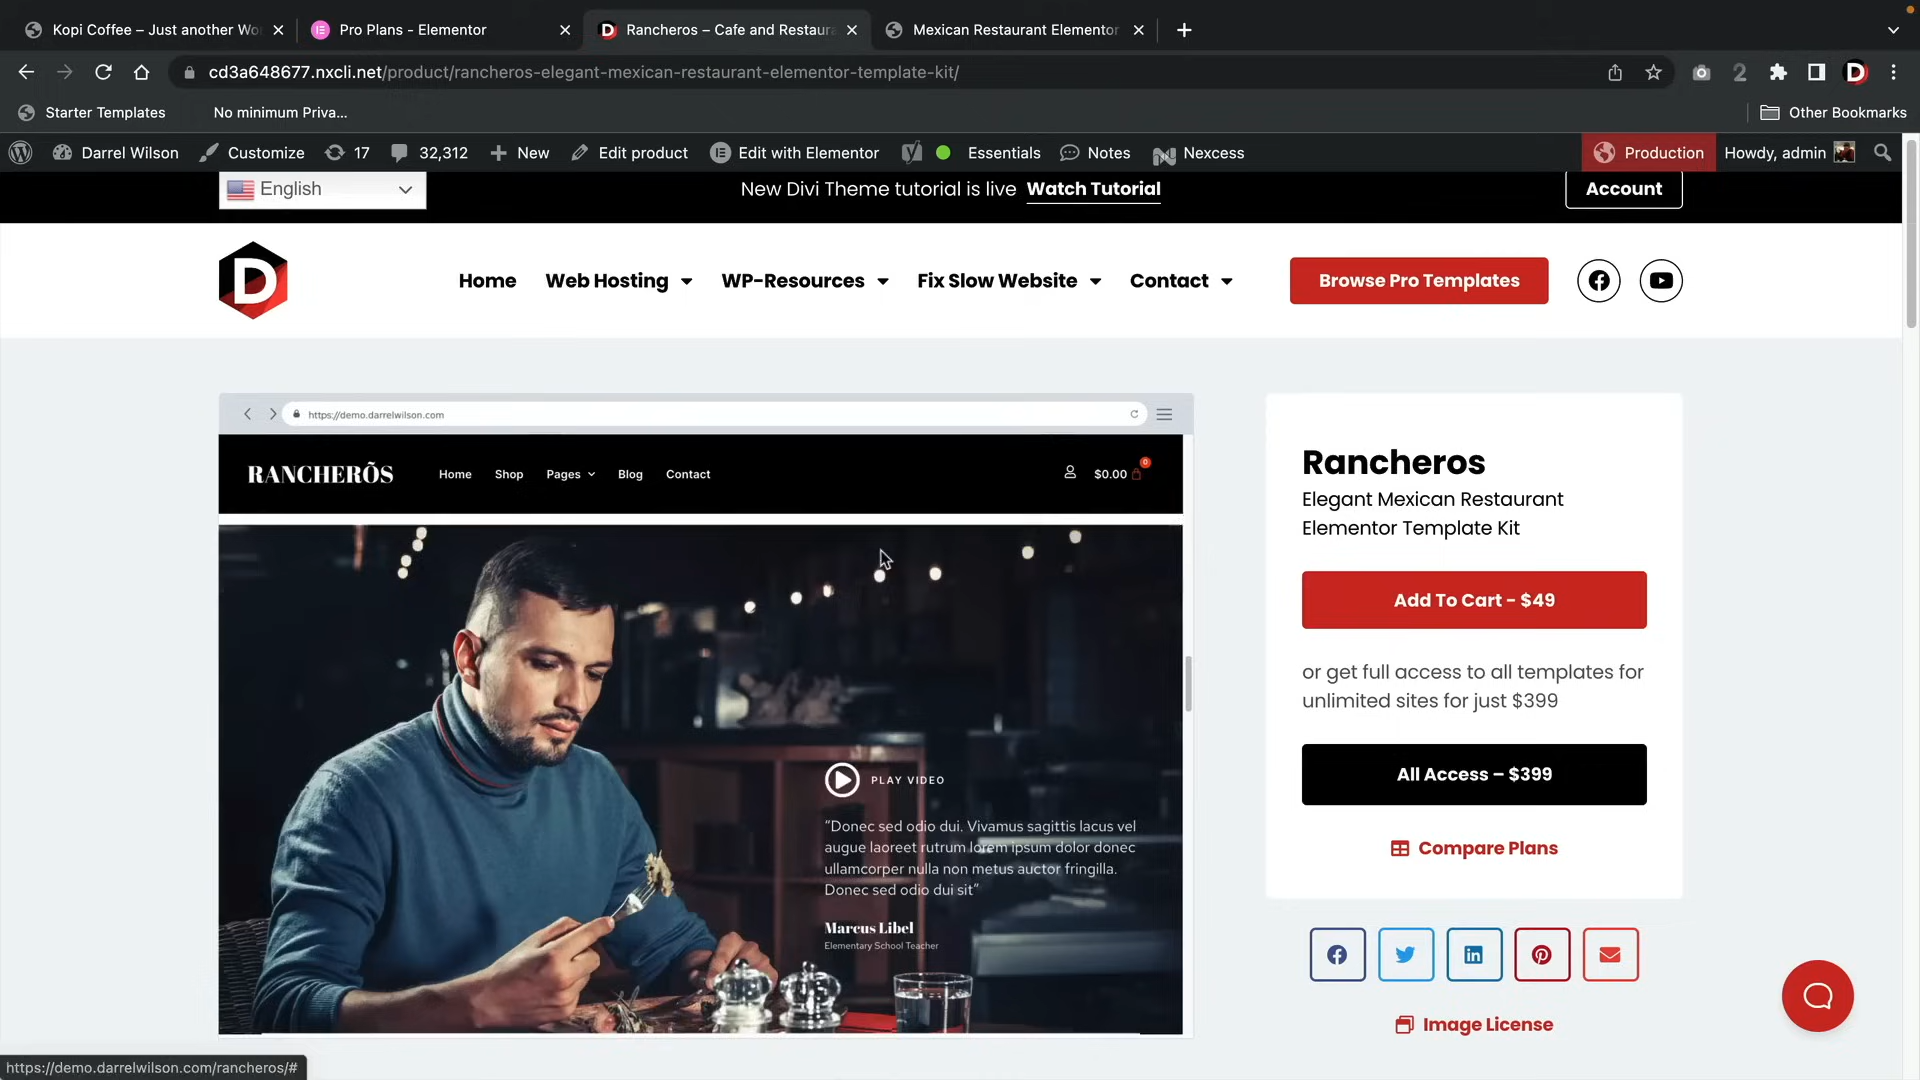 Kopi Coffee – Just another Wo
Pro Plans - Elementor
Rancheros – Cafe and Restaura
Mexican Restaurant Elementor
cd3a648677.nxcli.net/product/rancheros-elegant-mexican-restaurant-elementor-template-kit/
2
D
Starter Templates
No minimum Priva...
Other Bookmarks
Darrel Wilson
Customize
17
32,312
New
Edit product
Edit with Elementor
Essentials
Notes
Nexcess
Production
Howdy, admin
English
New Divi Theme tutorial is live Watch Tutorial
Account
D
Home
Web Hosting
WP-Resources
Fix Slow Website
Contact
Browse Pro Templates
https://demo.darrelwilson.com
RANCHERÕS
Home
Shop
Pages
Blog
Contact
$0.00
0
PLAY VIDEO
“Donec sed odio dui. Vivamus sagittis lacus vel
augue laoreet rutrum lorem ipsum dolor donec
ullamcorper nulla non metus auctor fringilla.
Donec sed odio dui sit”
Marcus Libel
Elementary School Teacher
Rancheros
Elegant Mexican Restaurant
Elementor Template Kit
Add To Cart - $49
or get full access to all templates for
unlimited sites for just $399
All Access – $399
Compare Plans
Image License
https://demo.darrelwilson.com/rancheros/#